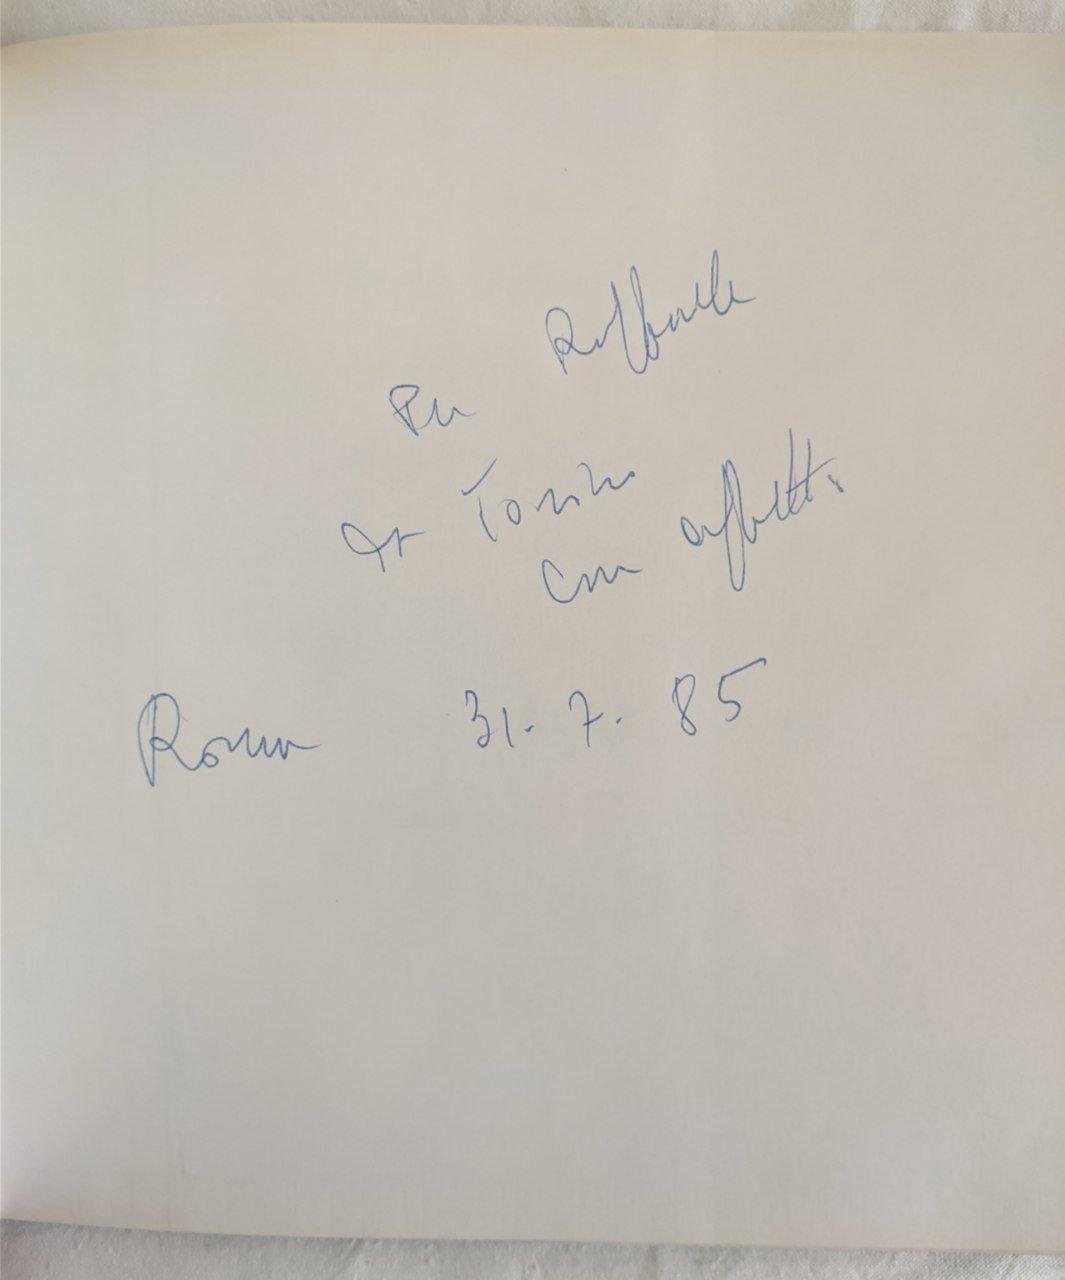 Per Raffaele
da Tonino
con affetto
Roma 31. 7. 85